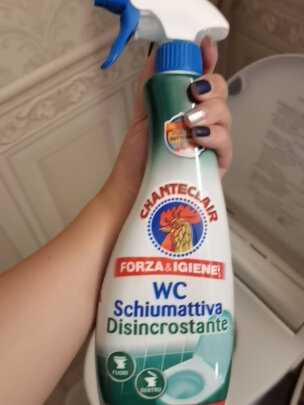 CHANTECLAIR
FORZA&IGIENE!
WC
Schiumattiva
Disincrostante
FUORI
DENTRO